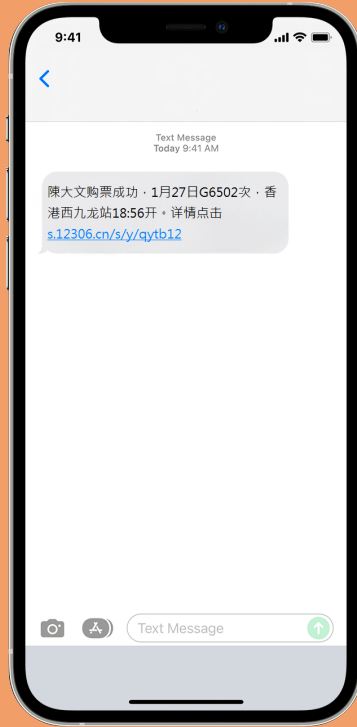 9:41
Text Message
Today 9:41 AM
陳大文购票成功，1月27日G6502次，香
港西九龙站18:56开。详情点击
s.12306.cn/s/y/qytb12
Text Message